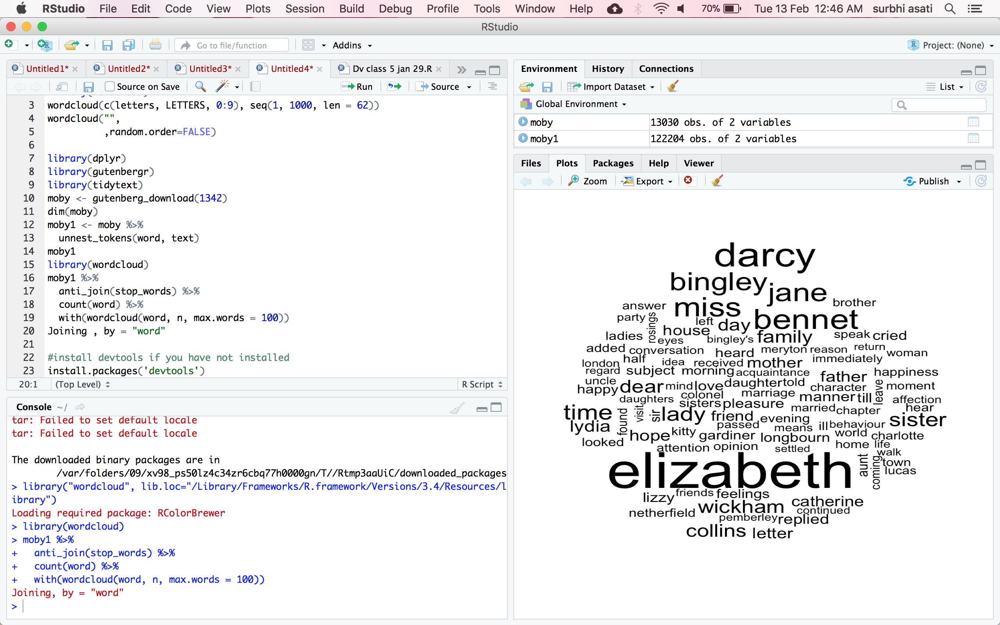 RStudio File Edit Code View Plots Session Build Debug Profile Tools Window Help 70% Tue 13 Feb 12:46 AM surbhi asati
RStudio
Go to file/function Addins Project: (None)
Untitled1* Untitled2* Untitled3* Untitled4* Dv class 5 jan 29.R
Source on Save Run Source
3 wordcloud(c(letters, LETTERS, 0:9), seq(1, 1000, len = 62))
4 wordcloud("",
5 ,random.order=FALSE)
6
7 library(dplyr)
8 library(gutenbergr)
9 library(tidytext)
10 moby <- gutenberg_download(1342)
11 dim(moby)
12 moby1 <- moby %>%
13 unnest_tokens(word, text)
14 moby1
15 library(wordcloud)
16 moby1 %>%
17 anti_join(stop_words) %>%
18 count(word) %>%
19 with(wordcloud(word, n, max.words = 100))
20 Joining , by = "word"
21
22 #install devtools if you have not installed
23 install.packages('devtools')
20:1 (Top Level) R Script
Console ~/
tar: Failed to set default locale
tar: Failed to set default locale
The downloaded binary packages are in
/var/folders/09/xv98_ps50lz4c34zr6cbq77h0000gn/T//Rtmp3aaUiC/downloaded_packages
> library("wordcloud", lib.loc="/Library/Frameworks/R.framework/Versions/3.4/Resources/l
ibrary")
Loading required package: RColorBrewer
> library(wordcloud)
> moby1 %>%
+ anti_join(stop_words) %>%
+ count(word) %>%
+ with(wordcloud(word, n, max.words = 100))
Joining, by = "word"
>
Environment History Connections
Import Dataset List
Global Environment
moby 13030 obs. of 2 variables
moby1 122204 obs. of 2 variables
Files Plots Packages Help Viewer
Zoom Export Publish
darcy
bingley
jane
answer miss brother
party rosings left day bennet
ladies house family speak cried
eyes bingley's
added conversation heard meryton reason return woman
london half idea received mother immediately
regard subject morning acquaintance father happiness
uncle dear mind love daughter told character leave moment
happy colonel marriage
daughters sisters pleasure manner till affection
time found visit sir lady friend married chapter hear
lydia passed evening ill behaviour sister
hope kitty gardiner means world charlotte
looked longbourn
attention opinion settled home life
walk
elizabeth aunt coming town
lucas
lizzy friends feelings
wickham catherine
netherfield continued
pemberley replied
collins letter